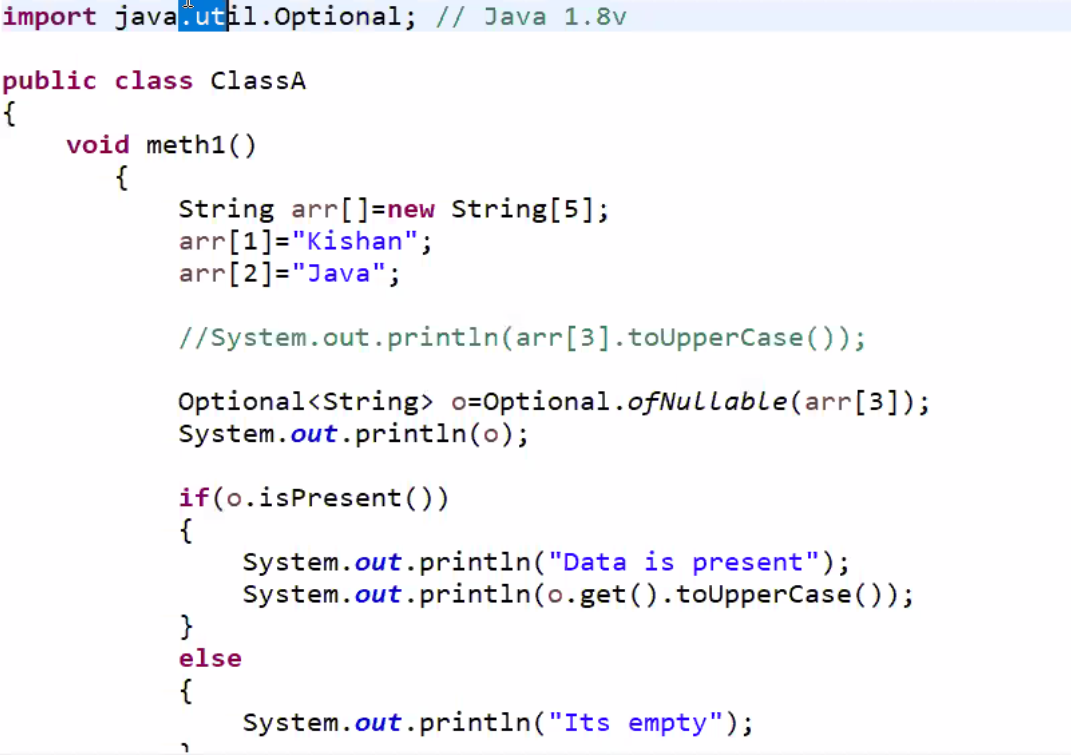 import java.util.Optional; // Java 1.8v
public class ClassA
{
void meth1()
{
String arr[]=new String[5];
arr[1]="Kishan";
arr[2]="Java";
//System.out.println(arr[3].toUpperCase());
Optional<String> o=Optional.ofNullable(arr[3]);
System.out.println(o);
if(o.isPresent())
{
System.out.println("Data is present");
System.out.println(o.get().toUpperCase());
}
else
{
System.out.println("Its empty");
}